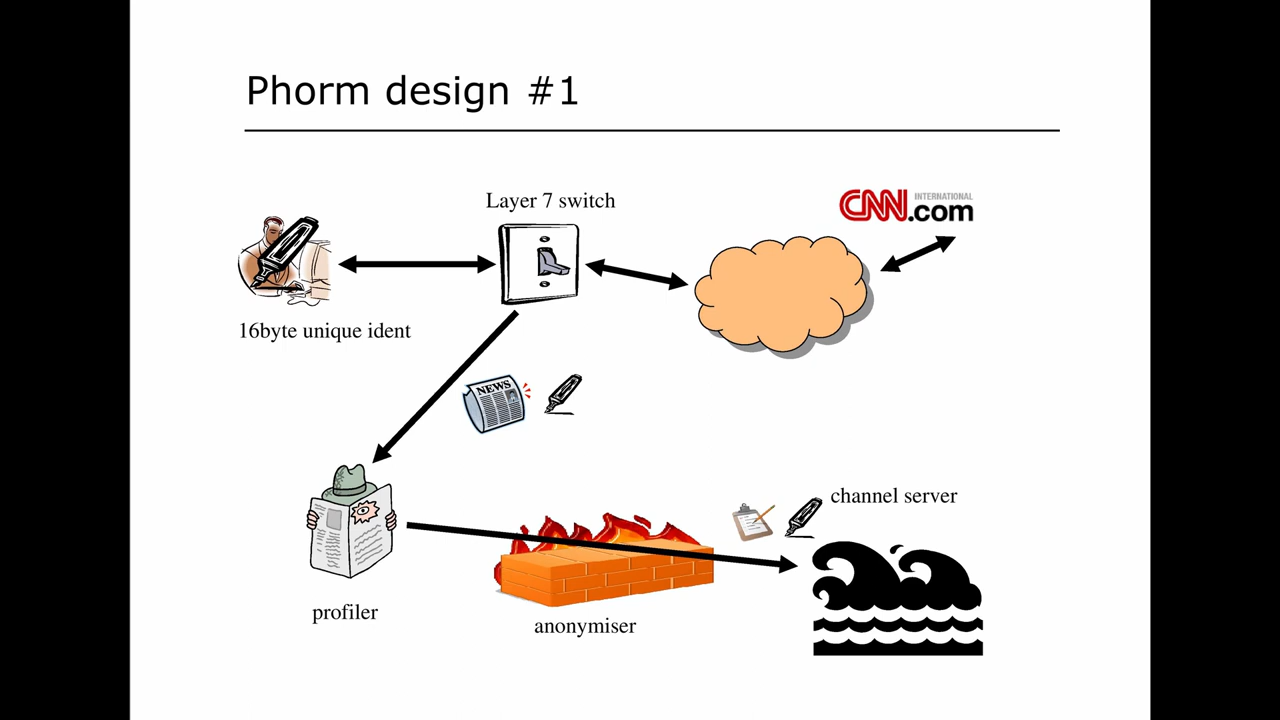 Phorm design #1
Layer 7 switch
CNN.com INTERNATIONAL
16byte unique ident
NEWS
channel server
profiler
anonymiser